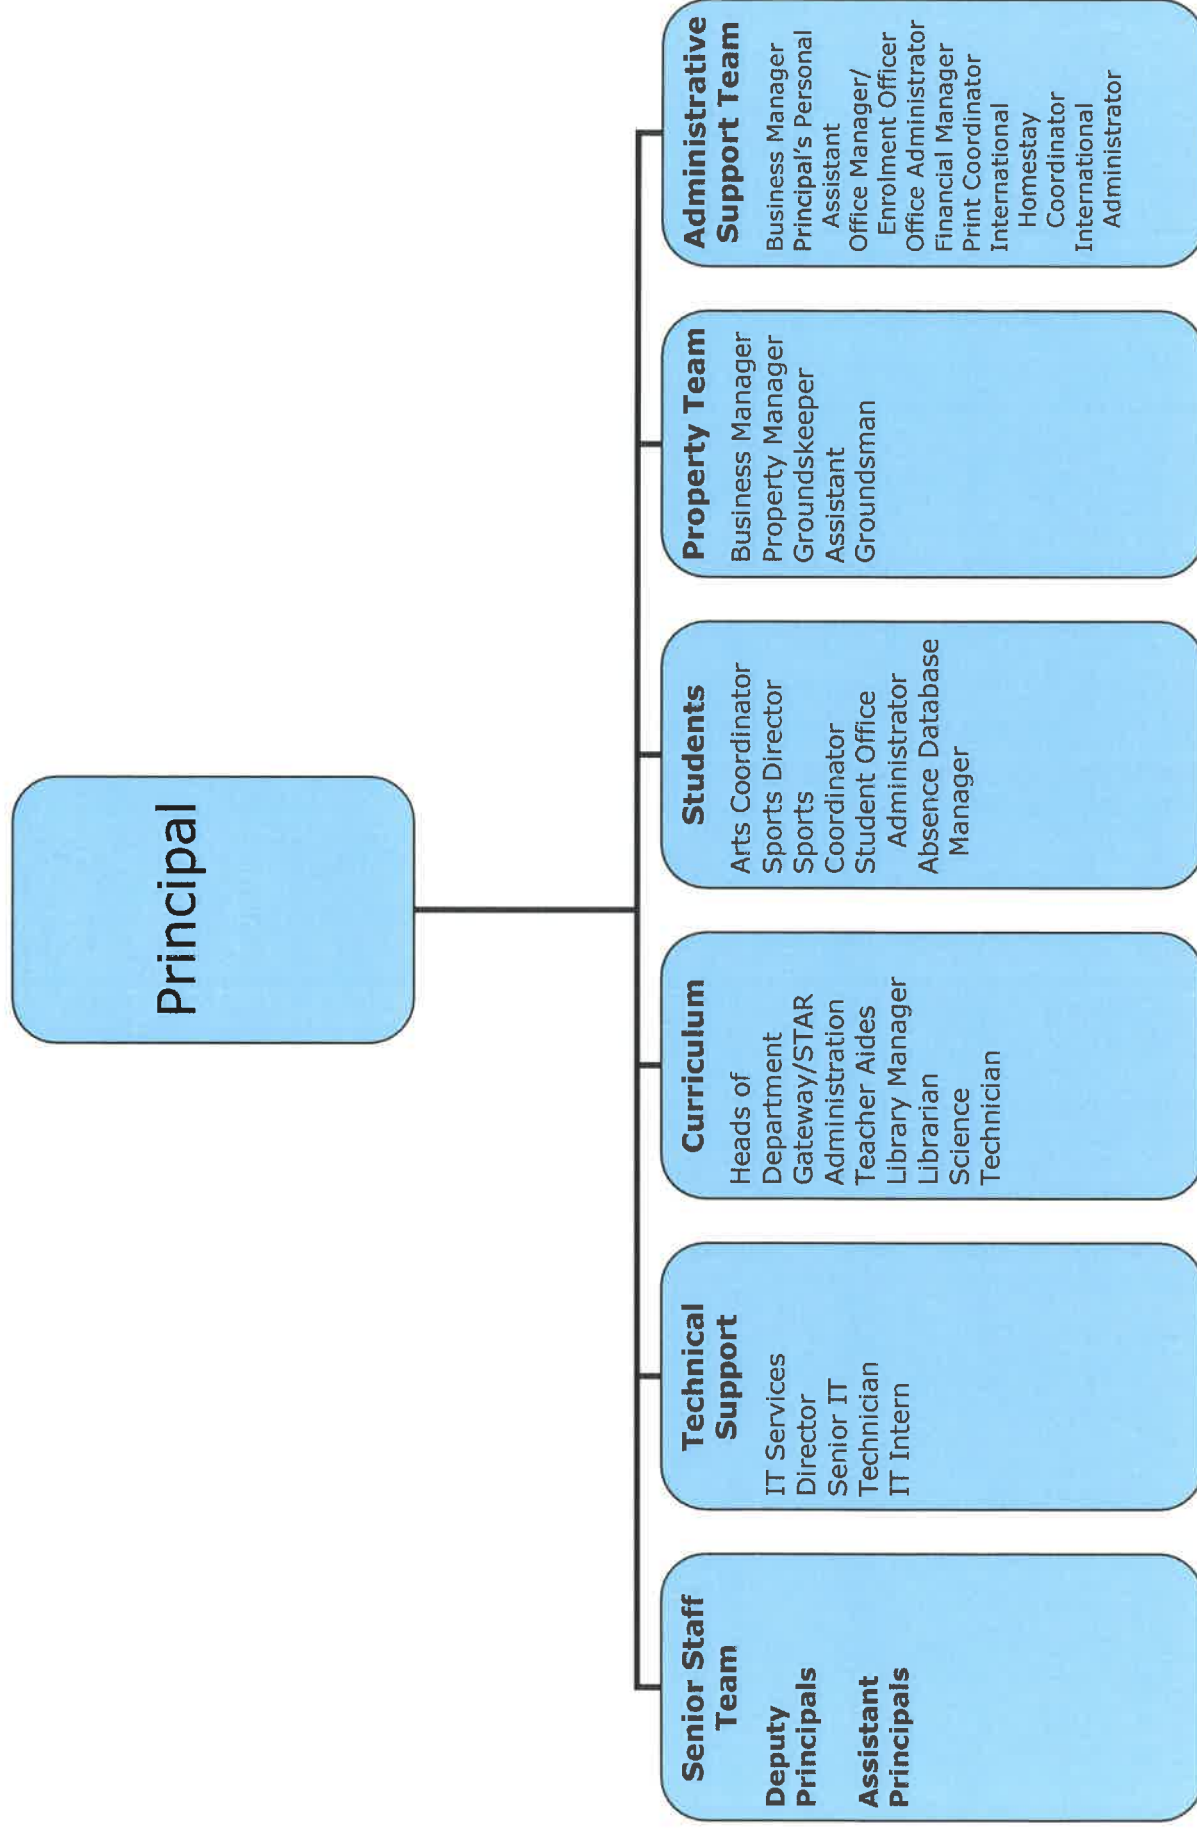 Principal
Senior Staff
Team
Deputy
Principals
Assistant
Principals
Technical
Support
IT Services
Director
Senior IT
Technician
IT Intern
Curriculum
Heads of
Department
Gateway/STAR
Administration
Teacher Aides
Library Manager
Librarian
Science
Technician
Students
Arts Coordinator
Sports Director
Sports
Coordinator
Student Office
Administrator
Absence Database
Manager
Property Team
Business Manager
Property Manager
Groundskeeper
Assistant
Groundsman
Administrative
Support Team
Business Manager
Principal's Personal
Assistant
Office Manager/
Enrolment Officer
Office Administrator
Financial Manager
Print Coordinator
International
Homestay
Coordinator
International
Administrator